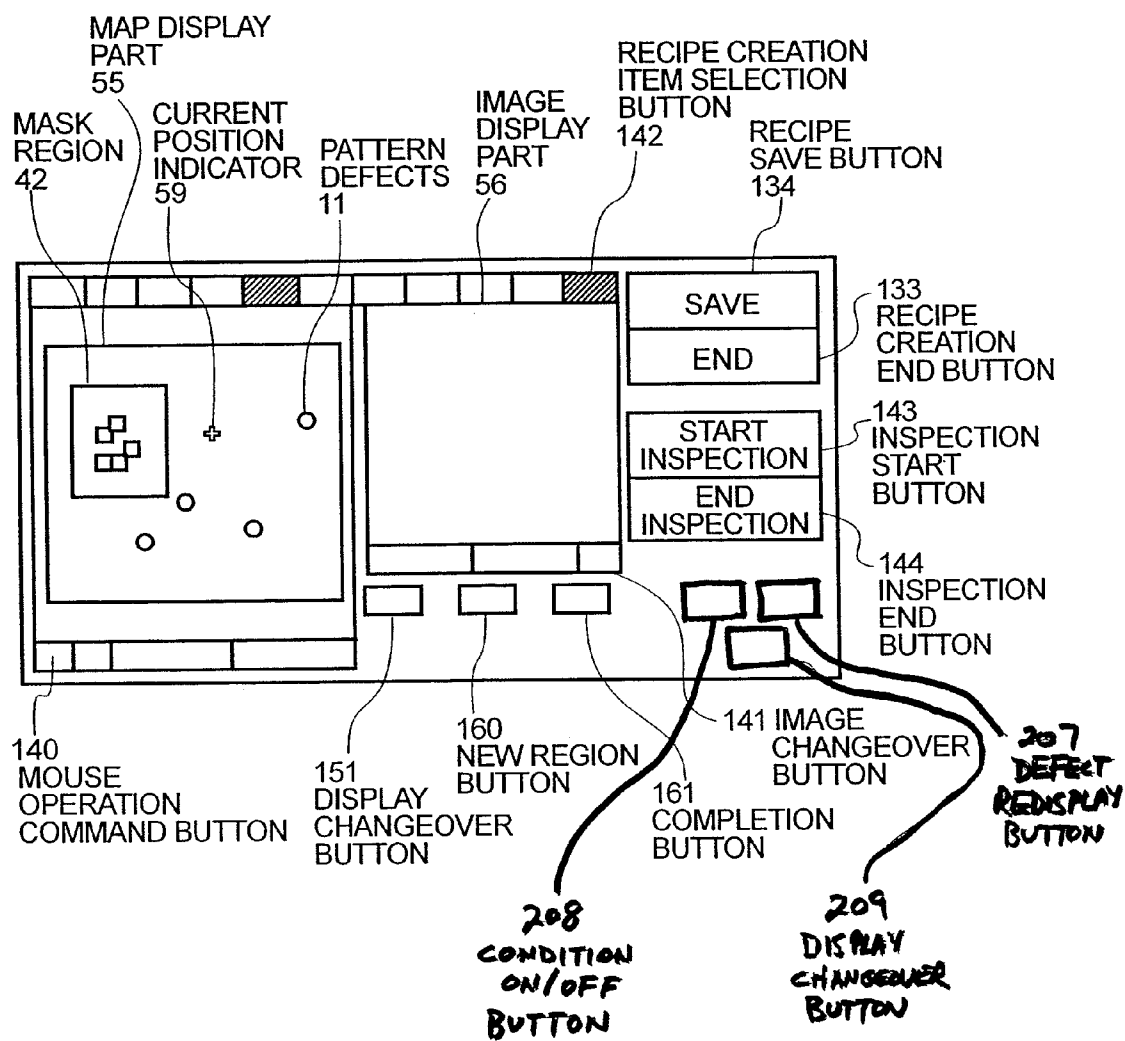 MAP DISPLAY
PART
55
MASK
REGION
42
CURRENT
POSITION
INDICATOR
59
PATTERN
DEFECTS
11
IMAGE
DISPLAY
PART
56
RECIPE CREATION
ITEM SELECTION
BUTTON
142
RECIPE
SAVE BUTTON
134
SAVE
END
133
RECIPE
CREATION
END BUTTON
START
INSPECTION
143
INSPECTION
START
BUTTON
END
INSPECTION
144
INSPECTION
END
BUTTON
140
MOUSE
OPERATION
COMMAND BUTTON
151
DISPLAY
CHANGEOVER
BUTTON
160
NEW REGION
BUTTON
161
COMPLETION
BUTTON
141 IMAGE
CHANGEOVER
BUTTON
207
DEFECT
REDISPLAY
BUTTON
208
CONDITION
ON/OFF
BUTTON
209
DISPLAY
CHANGEOVER
BUTTON